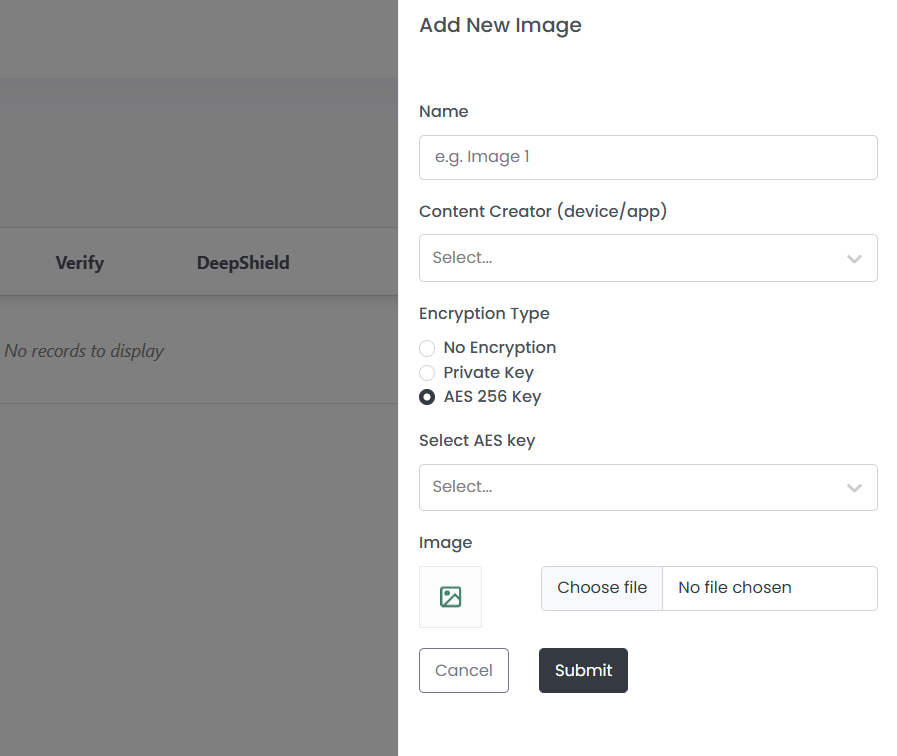 Add New Image
Name
e.g. Image 1
Content Creator (device/app)
Select...
Verify DeepShield
Encryption Type
No Encryption
No records to display
Private Key
AES 256 Key
Select AES key
Select...
Image
Choose file No file chosen
Cancel Submit